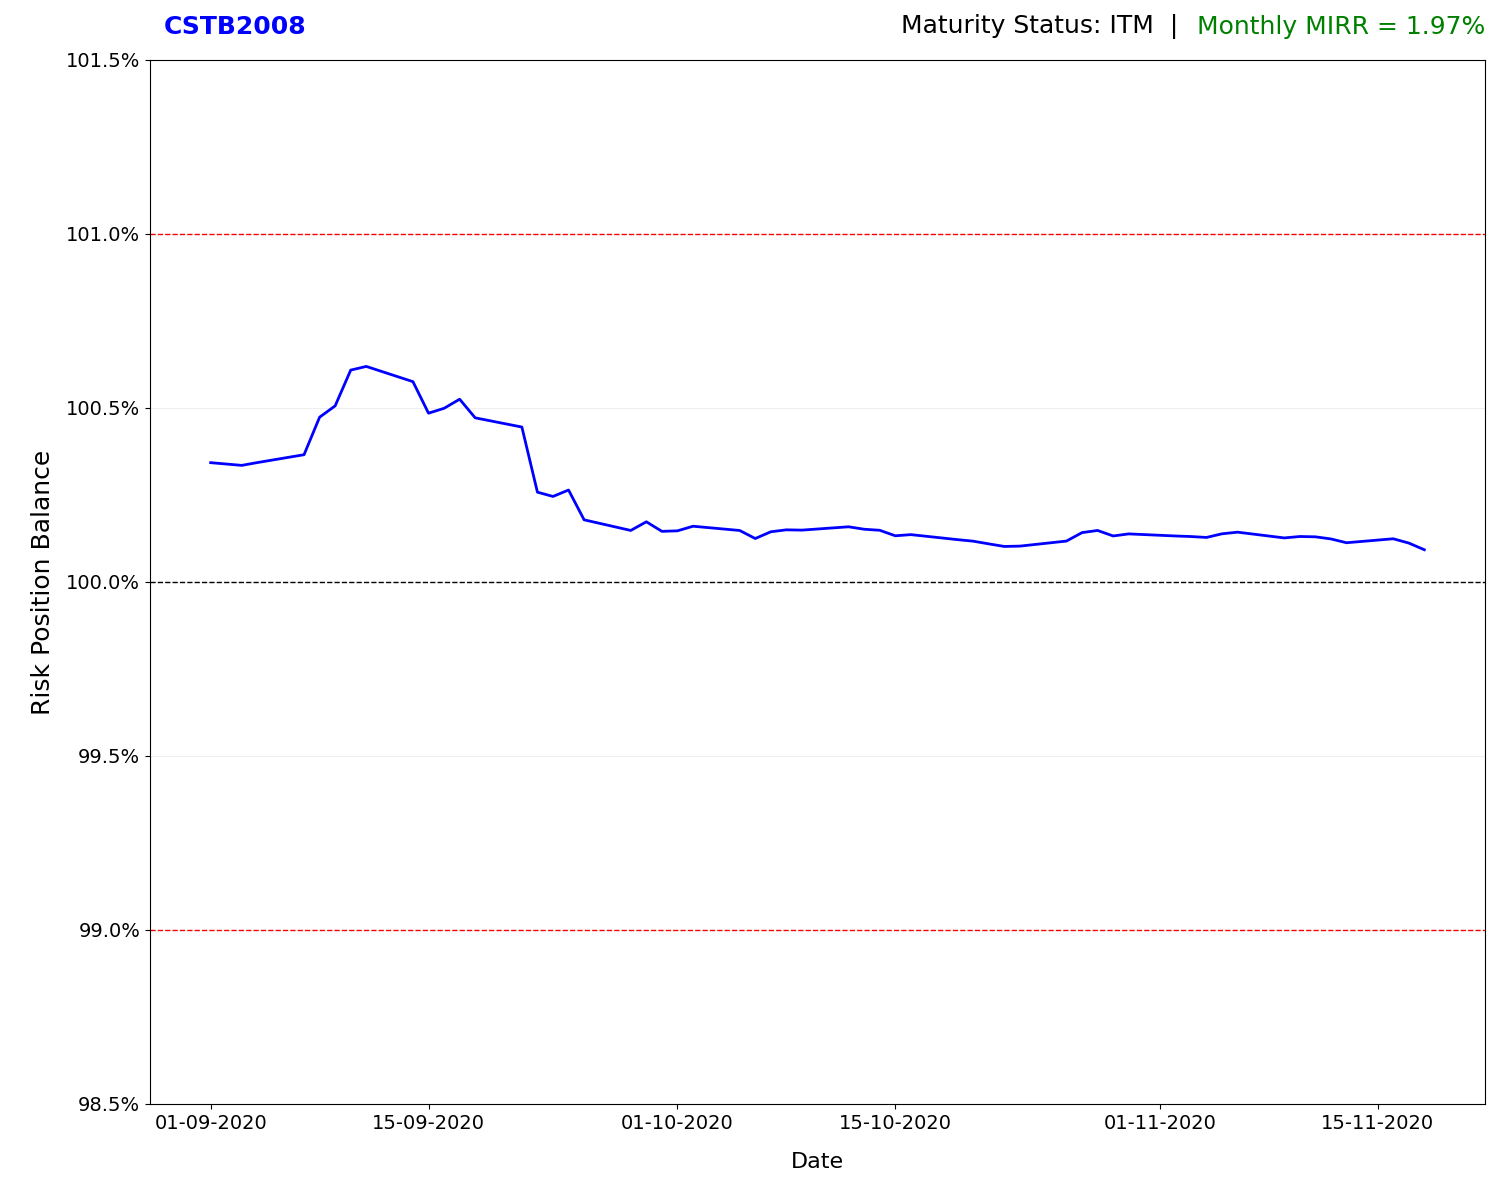 CSTB2008
Maturity Status: ITM | Monthly MIRR = 1.97%
101.5%
101.0%
100.5%
100.0%
99.5%
99.0%
98.5%
Risk Position Balance
01-09-2020 15-09-2020 01-10-2020 15-10-2020 01-11-2020 15-11-2020
Date